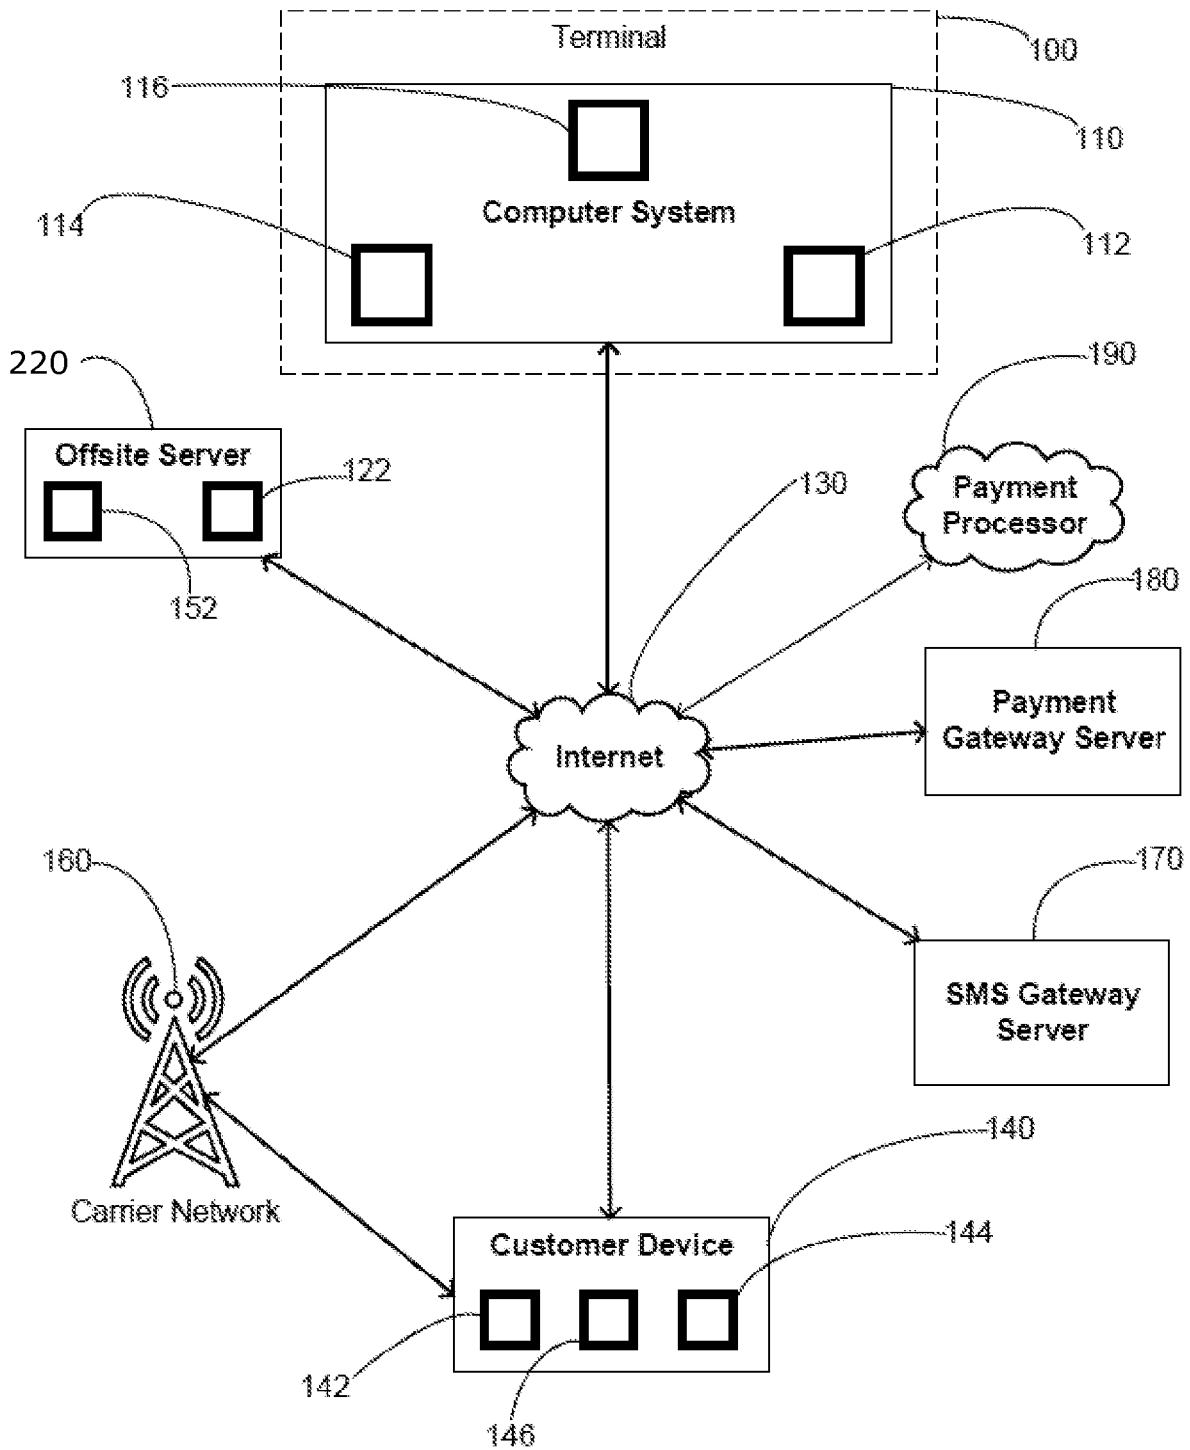 Terminal
100
116
110
Computer System
114
112
220
190
Offsite Server
122
130
Payment
Processor
152
180
Payment
Gateway Server
Internet
160
170
SMS Gateway
Server
140
Carrier Network
Customer Device
144
142
146